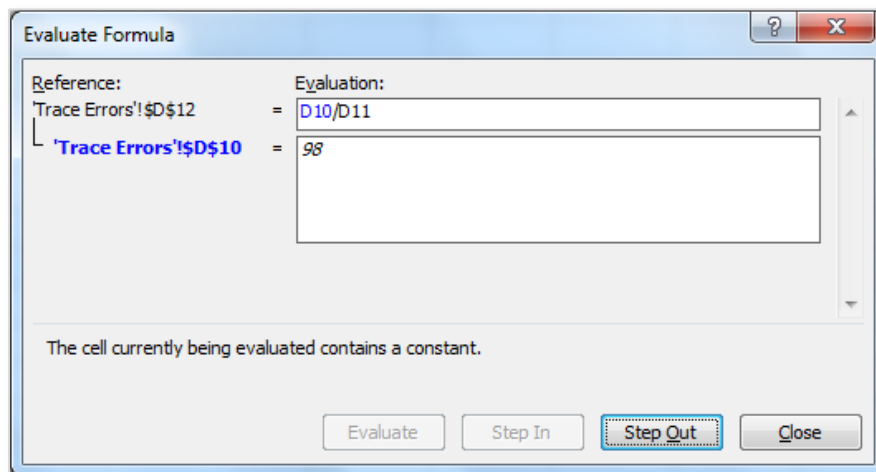 Evaluate Formula
?
X
Reference: Evaluation:
'Trace Errors'!$D$12 = D10/D11
'Trace Errors'!$D$10 = 98
The cell currently being evaluated contains a constant.
Evaluate Step In Step Out Close